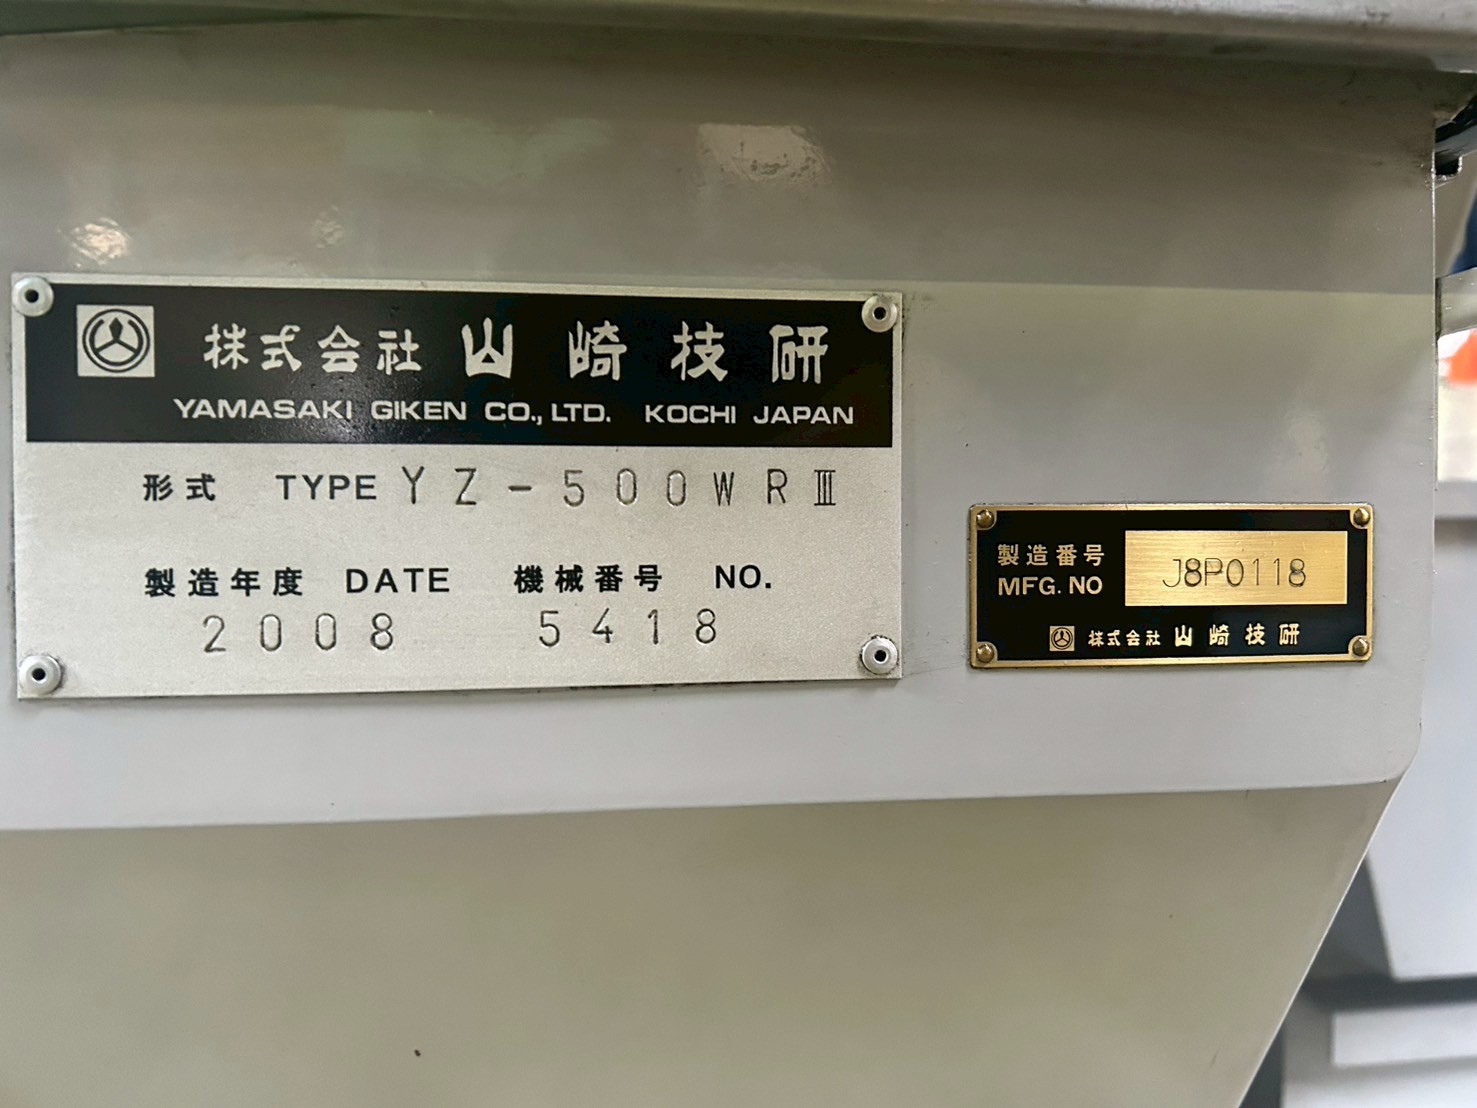 株式会社 山崎技研
YAMASAKI GIKEN CO., LTD. KOCHI JAPAN
形式 TYPE YZ-500WRⅢ
製造年度 DATE 機械番号 NO.
2008 5418
製造番号
MFG. NO J8P0118
株式会社 山崎技研